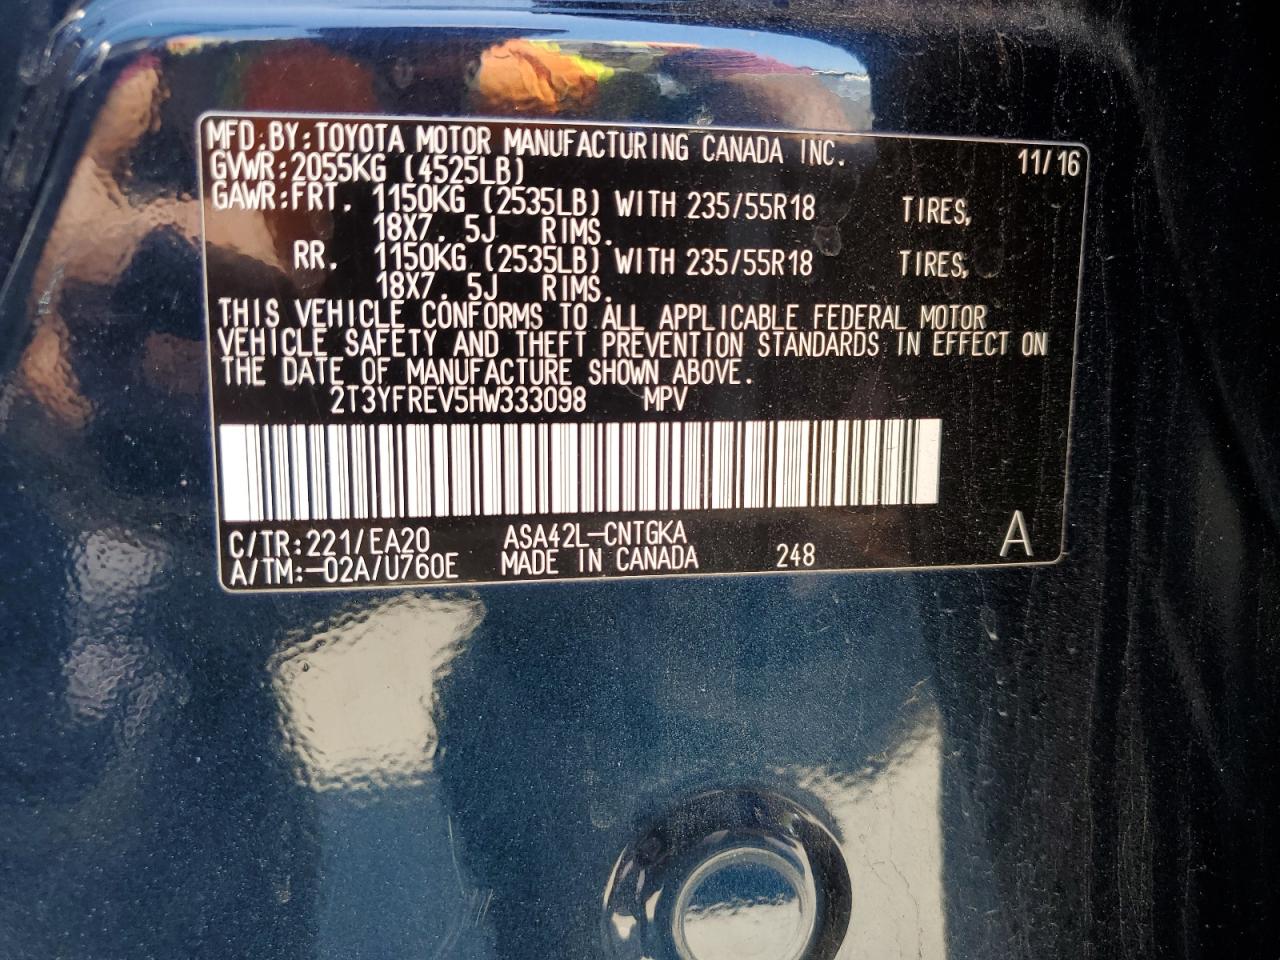 MFD.BY:TOYOTA MOTOR MANUFACTURING CANADA INC.
GVWR:2055KG (4525LB) 11/16
GAWR:FRT. 1150KG (2535LB) WITH 235/55R18 TIRES,
18X7.5J RIMS.
RR. 1150KG (2535LB) WITH 235/55R18 TIRES,
18X7.5J RIMS.
THIS VEHICLE CONFORMS TO ALL APPLICABLE FEDERAL MOTOR
VEHICLE SAFETY AND THEFT PREVENTION STANDARDS IN EFFECT ON
THE DATE OF MANUFACTURE SHOWN ABOVE.
2T3YFREV5HW333098 MPV
C/TR:221/EA20 ASA42L-CNTGKA
A/TM:-02A/U760E MADE IN CANADA 248 A